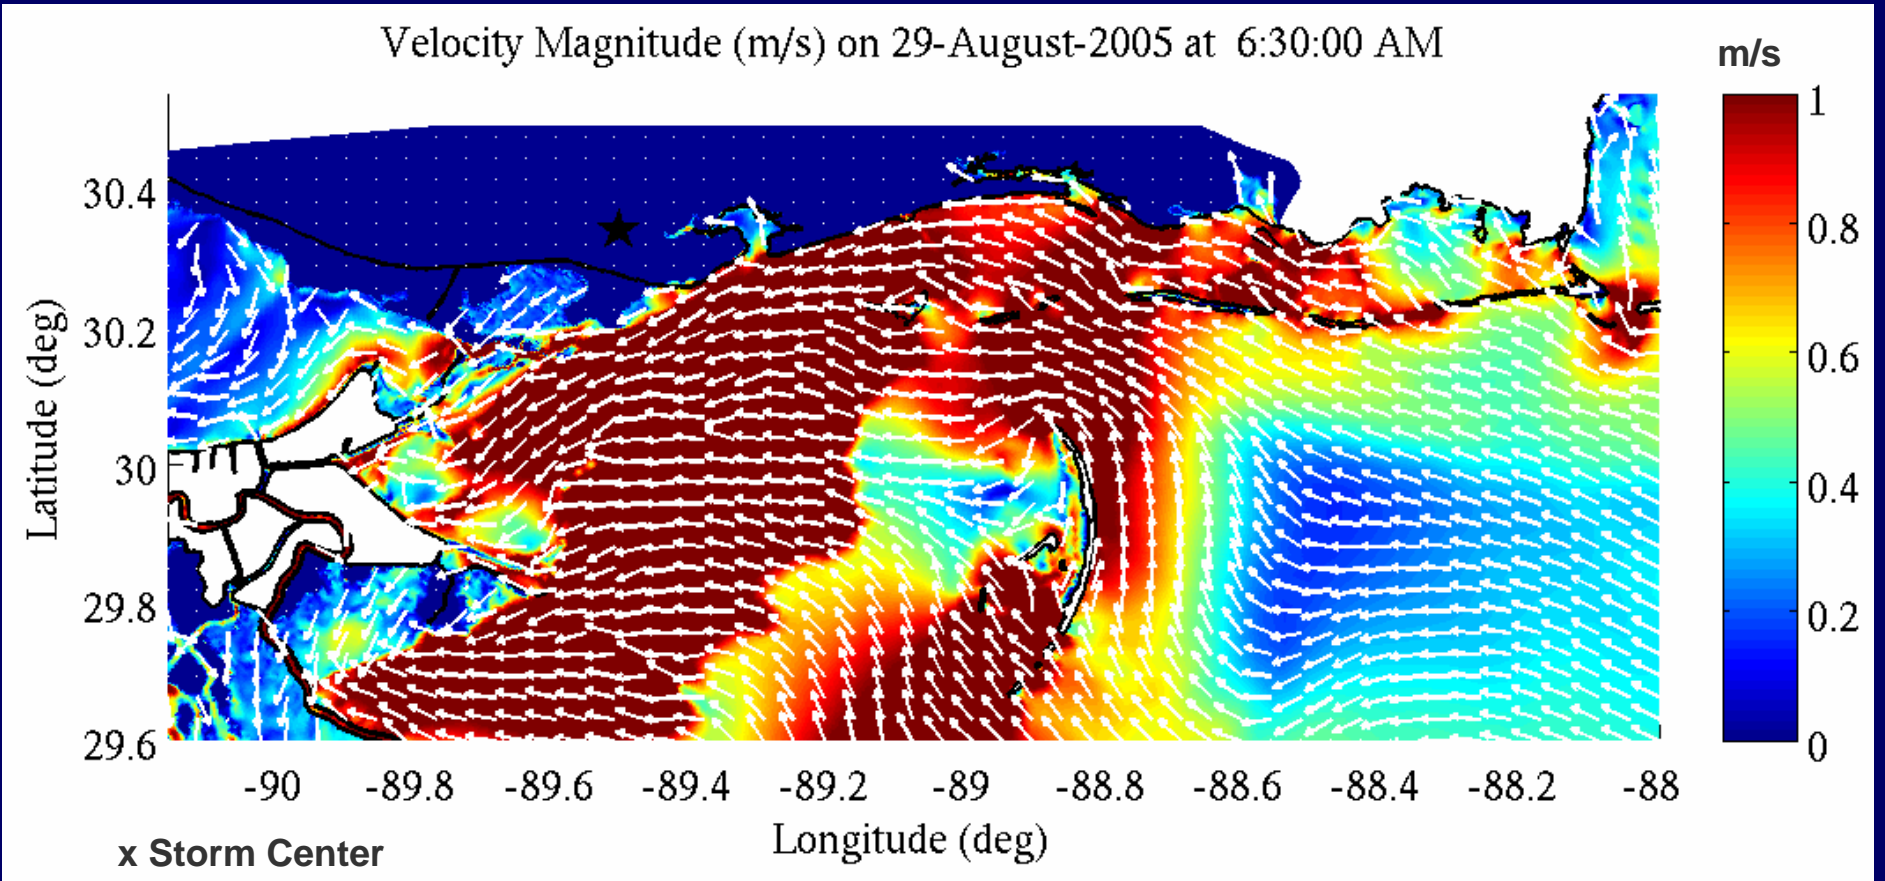 Velocity Magnitude (m/s) on 29-August-2005 at 6:30:00 AM
m/s
1
0.8
0.6
0.4
0.2
0
Latitude (deg)
30.4
30.2
30
29.8
29.6
-90 -89.8 -89.6 -89.4 -89.2 -89 -88.8 -88.6 -88.4 -88.2 -88
Longitude (deg)
x Storm Center